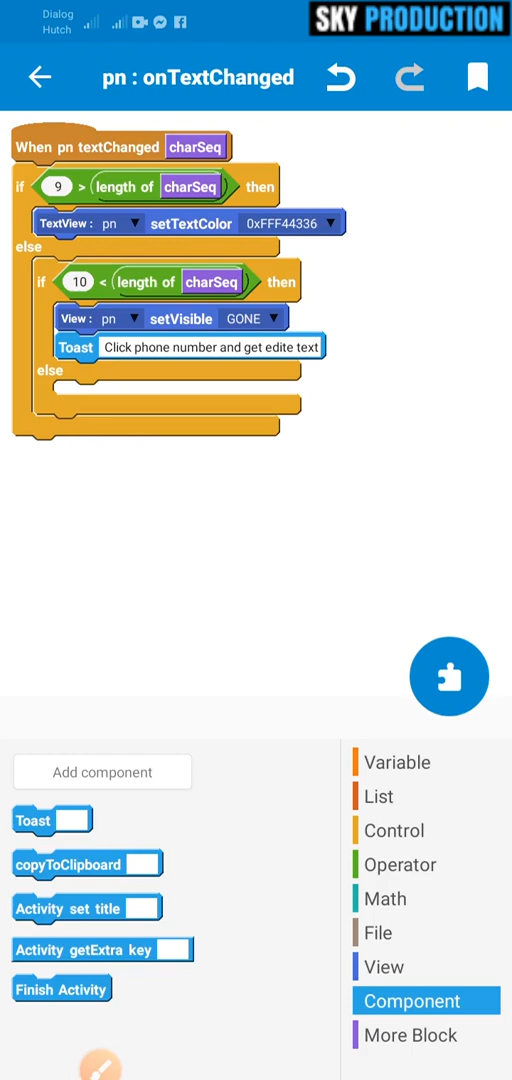 Dialog
Hutch
SKY PRODUCTION
pn : onTextChanged
When pn textChanged charSeq
if 9 > length of charSeq then
TextView : pn setTextColor 0xFFF44336
else
if 10 < length of charSeq then
View : pn setVisible GONE
Toast Click phone number and get edite text
else
Add component
Toast
copyToClipboard
Activity set title
Activity getExtra key
Finish Activity
Variable
List
Control
Operator
Math
File
View
Component
More Block